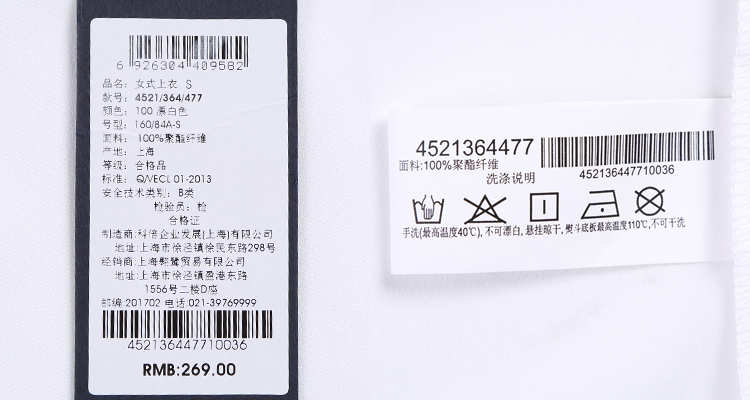 6 926304 409582
品名: 女式上衣 S
款号: 4521/364/477
颜色: 100 漂白色
号型: 160/84A-S
面料: 100%聚酯纤维
产地: 上海
等级: 合格品
标准: Q/VECL 01-2013
安全技术类别: B类
检验员: 检
合格证
制造商:科倍企业发展(上海)有限公司
地址:上海市徐泾镇徐民东路298号
经销商:上海翱鹭贸易有限公司
地址:上海市徐泾镇盈港东路
1556号二楼D座
邮编:201702 电话:021-39769999
452136447710036
RMB:269.00
4521364477
面料:100%聚酯纤维
452136447710036
洗涤说明
手洗(最高温度40℃), 不可漂白, 悬挂晾干, 熨斗底板最高温度110℃, 不可干洗